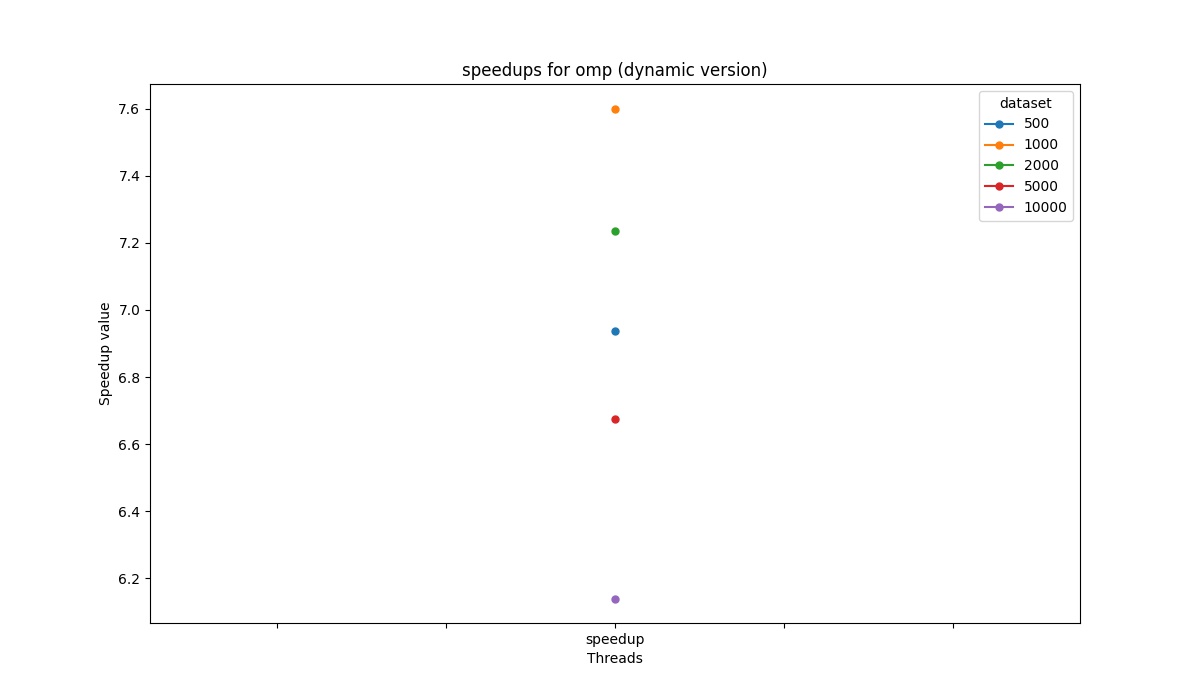 speedups for omp (dynamic version)
dataset
500
1000
2000
5000
10000
7.6
7.4
7.2
7.0
6.8
6.6
6.4
6.2
Speedup value
speedup
Threads